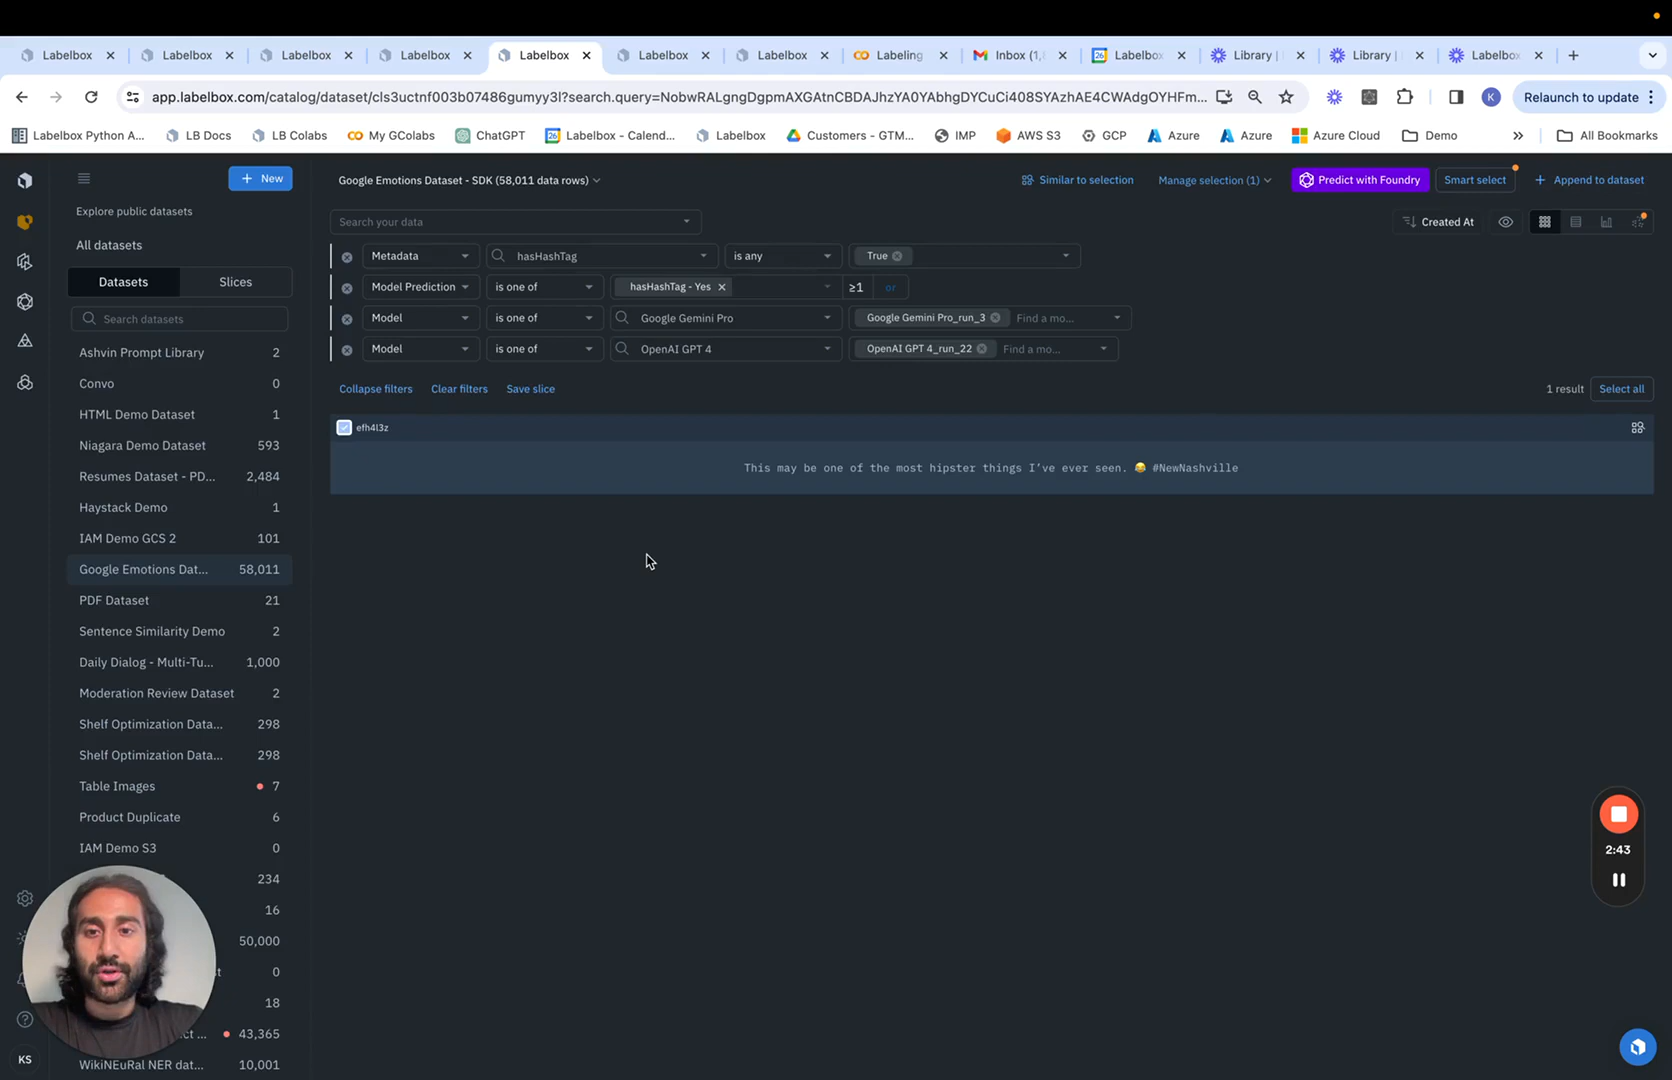 Labelbox
Labelbox
Labelbox
Labelbox
Labelbox
Labelbox
Labelbox
Labeling
Inbox (1,
Labelbox
Library |
Library |
Labelbox
app.labelbox.com/catalog/dataset/cls3uctnf003b07486gumyy3l?search.query=NobwRALgngDgpmAXGAtnCBDAJhzYA0YAbhgDYCuCi408SYAzhAE4CWAdgOYHFm...
Relaunch to update
Labelbox Python A...
LB Docs
LB Colabs
My GColabs
ChatGPT
Labelbox - Calend...
Labelbox
Customers - GTM...
IMP
AWS S3
GCP
Azure
Azure
Azure Cloud
Demo
All Bookmarks
New
Google Emotions Dataset - SDK (58,011 data rows)
Similar to selection
Manage selection (1)
Predict with Foundry
Smart select
Append to dataset
Explore public datasets
Search your data
Created At
All datasets
Metadata hasHashTag is any True
Datasets Slices
Model Prediction is one of hasHashTag - Yes ≥1 or
Search datasets
Model is one of Google Gemini Pro Google Gemini Pro_run_3 Find a mo...
Model is one of OpenAI GPT 4 OpenAI GPT 4_run_22 Find a mo...
Collapse filters Clear filters Save slice
1 result Select all
efh4l3z
This may be one of the most hipster things I've ever seen. 😂 #NewNashville
Ashvin Prompt Library 2
Convo 0
HTML Demo Dataset 1
Niagara Demo Dataset 593
Resumes Dataset - PD... 2,484
Haystack Demo 1
IAM Demo GCS 2 101
Google Emotions Dat... 58,011
PDF Dataset 21
Sentence Similarity Demo 2
Daily Dialog - Multi-Tu... 1,000
Moderation Review Dataset 2
Shelf Optimization Data... 298
Shelf Optimization Data... 298
Table Images 7
Product Duplicate 6
IAM Demo S3 0
234
16
50,000
0
18
ct ... 43,365
WikiNEuRal NER dat... 10,001
KS
K
2:43